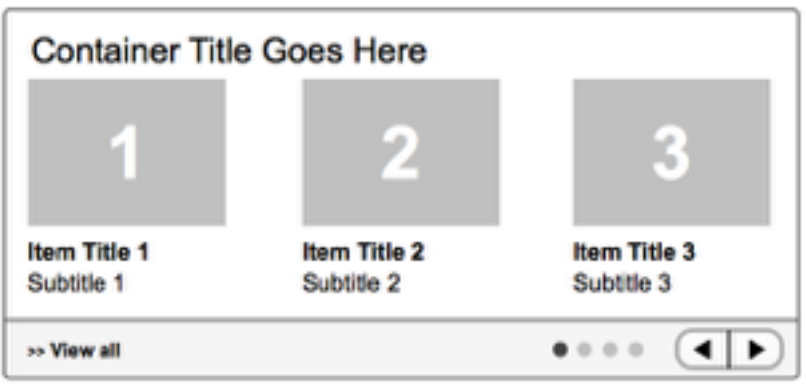 Container Title Goes Here
1 2 3
Item Title 1 Item Title 2 Item Title 3
Subtitle 1 Subtitle 2 Subtitle 3
>> View all